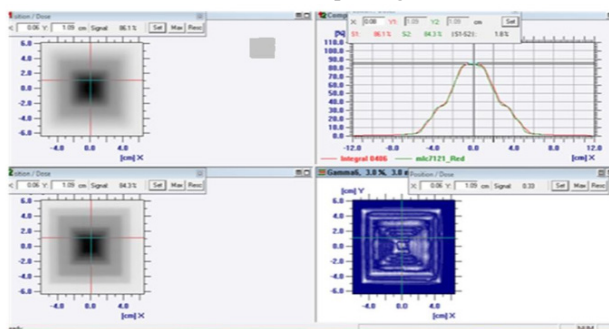 Position / Dose
0.06 Y: 1.09 cm Signal: 86.1 % Set Max Resc
6.0
4.0
2.0
0.0
-2.0
-4.0
-6.0
-4.0 0.0 4.0 [cm] X
X: 0.08 Y1: 1.09 Y2: 1.09 cm Set
[%] S1: 86.1 % S2: 84.3 % |S1-S2|: 1.8%
110.0
100.0
90.0
80.0
70.0
60.0
50.0
40.0
30.0
20.0
10.0
0.0
-12.0 -8.0 -4.0 0.0 4.0 8.0 12.0
Integral 0486 mlc7121_Red [cm] X
Position / Dose
0.06 Y: 1.09 cm Signal: 84.3 % Set Max Resc
6.0
4.0
2.0
0.0
-2.0
-4.0
-6.0
-4.0 0.0 4.0
[cm] X
3.0 %, 3.0 Position / Dose
[cm] Y X: 0.06 Y: 1.09 cm Signal: 0.33 Set Max Resc
6.0
4.0
2.0
0.0
-2.0
-4.0
-6.0
-4.0 0.0 4.0
[cm] X